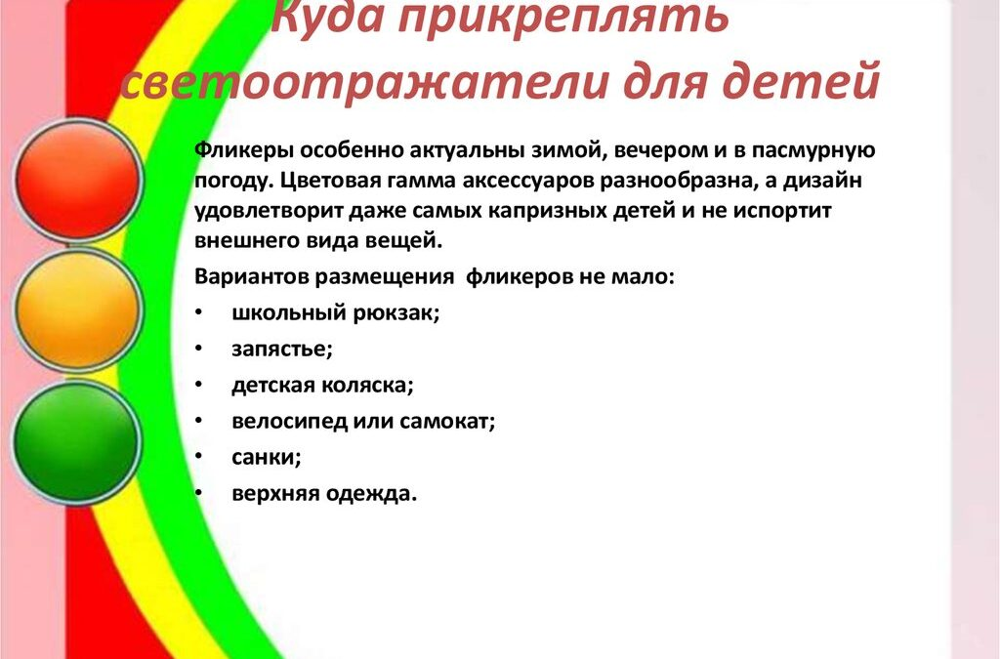 Куда прикреплять
светоотражатели для детей
Фликеры особенно актуальны зимой, вечером и в пасмурную
погоду. Цветовая гамма аксессуаров разнообразна, а дизайн
удовлетворит даже самых капризных детей и не испортит
внешнего вида вещей.
Вариантов размещения фликеров не мало:
• школьный рюкзак;
• запястье;
• детская коляска;
• велосипед или самокат;
• санки;
• верхняя одежда.